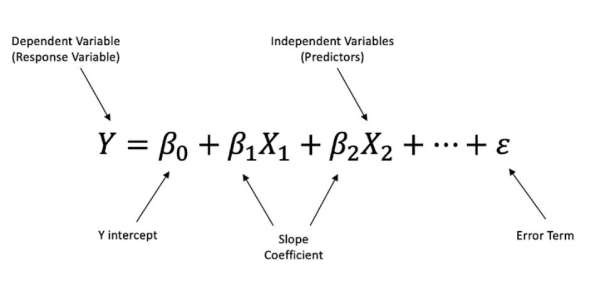 Dependent Variable
(Response Variable)
Independent Variables
(Predictors)
Y = β₀ + β₁X₁ + β₂X₂ + ⋯ + ε
Y intercept
Slope
Coefficient
Error Term